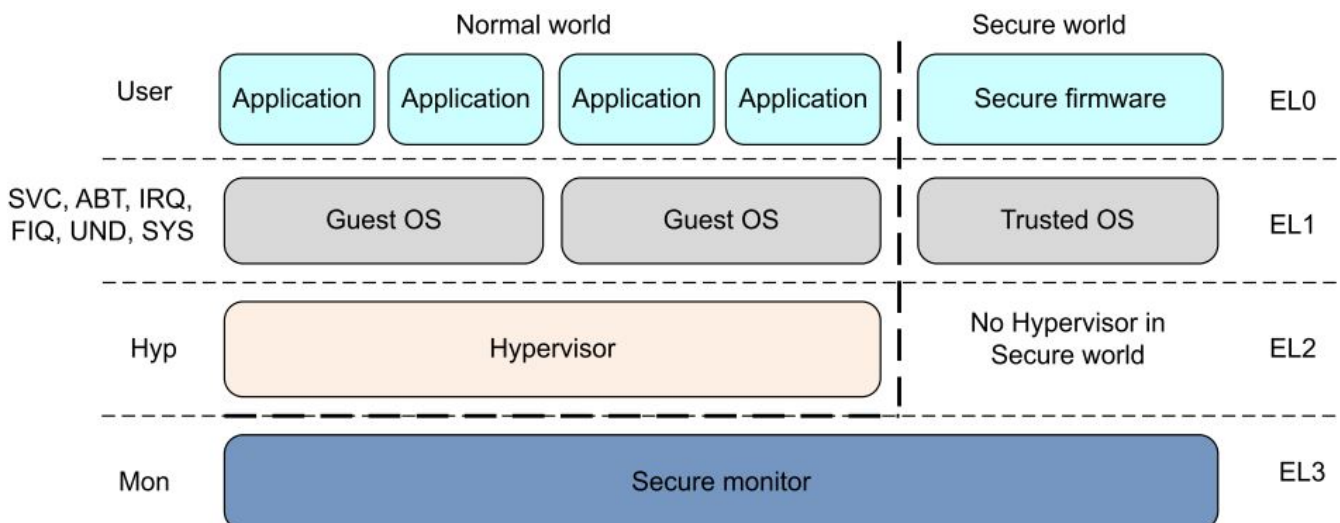 Normal world
Secure world
User
Application
Application
Application
Application
Secure firmware
EL0
SVC, ABT, IRQ,
FIQ, UND, SYS
Guest OS
Guest OS
Trusted OS
EL1
Hyp
Hypervisor
No Hypervisor in
Secure world
EL2
Mon
Secure monitor
EL3